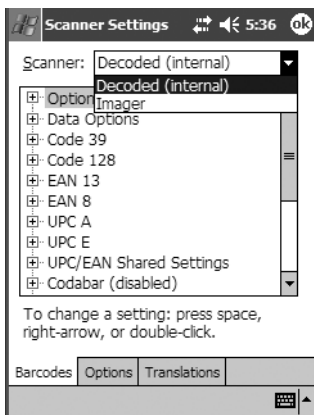 Scanner Settings 5:36 ok
Scanner: Decoded (internal)
Decoded (internal)
Imager
Data Options
Code 39
Code 128
EAN 13
EAN 8
UPC A
UPC E
UPC/EAN Shared Settings
Codabar (disabled)
To change a setting: press space,
right-arrow, or double-click.
Barcodes Options Translations